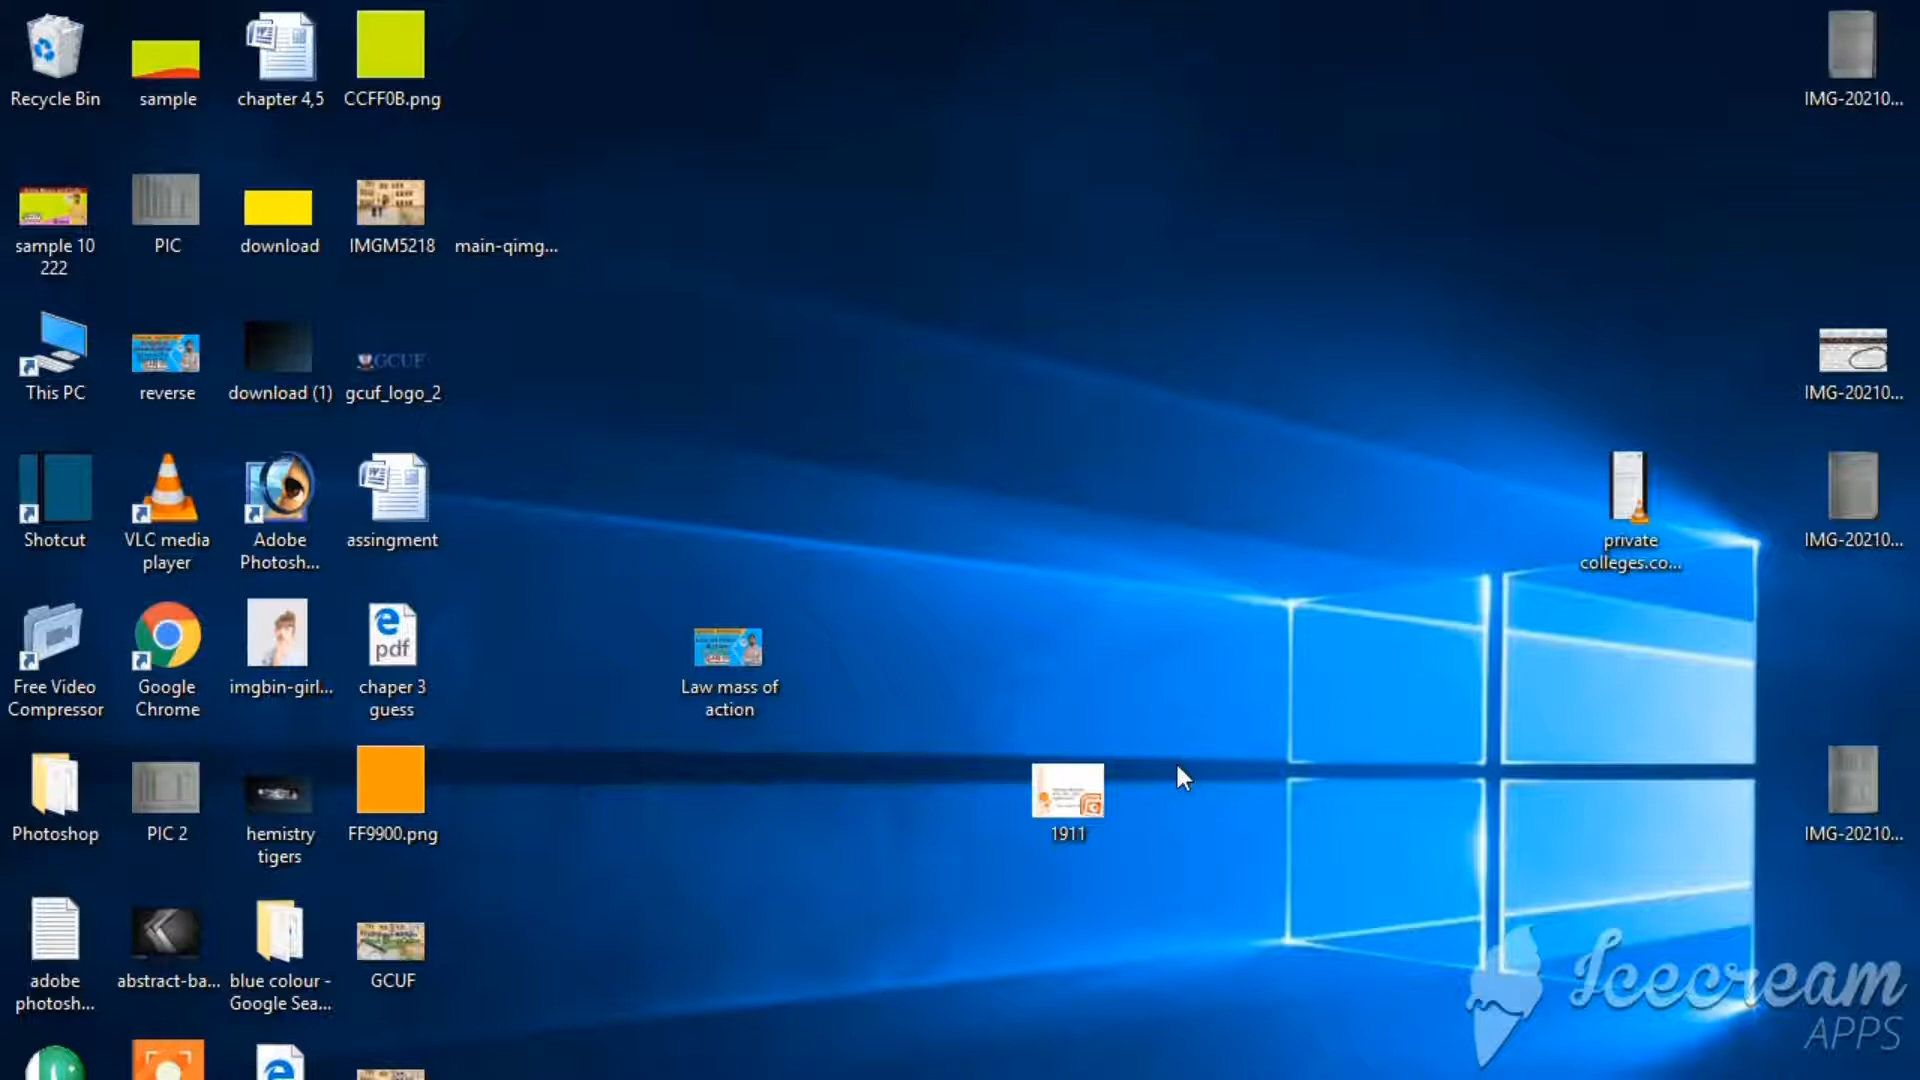 Recycle Bin
sample
chapter 4,5
CCFF0B.png
IMG-20210...
sample 10
222
PIC
download
IMGM5218
main-qimg...
This PC
reverse
download (1)
GCUF
gcuf_logo_2
IMG-20210...
Shotcut
VLC media
player
Adobe
Photosh...
assingment
private
colleges.co...
IMG-20210...
Free Video
Compressor
Google
Chrome
imgbin-girl...
pdf
chaper 3
guess
Law mass of
action
Photoshop
PIC 2
hemistry
tigers
FF9900.png
1911
IMG-20210...
adobe
photosh...
abstract-ba...
blue colour -
Google Sea...
GCUF
Icecream
APPS